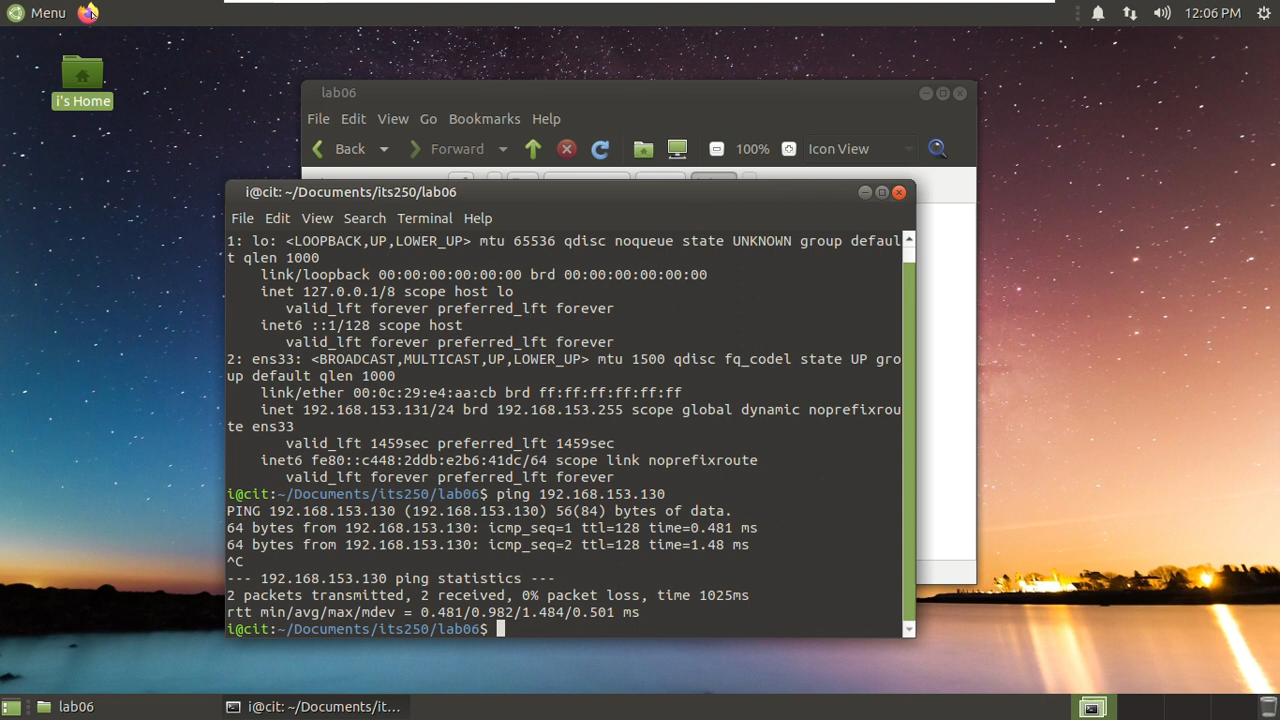 Menu
12:06 PM
i's Home
lab06
File Edit View Go Bookmarks Help
Back Forward 100% Icon View
i@cit: ~/Documents/its250/lab06
File Edit View Search Terminal Help
1: lo: <LOOPBACK,UP,LOWER_UP> mtu 65536 qdisc noqueue state UNKNOWN group defaul
t qlen 1000
link/loopback 00:00:00:00:00:00 brd 00:00:00:00:00:00
inet 127.0.0.1/8 scope host lo
valid_lft forever preferred_lft forever
inet6 ::1/128 scope host
valid_lft forever preferred_lft forever
2: ens33: <BROADCAST,MULTICAST,UP,LOWER_UP> mtu 1500 qdisc fq_codel state UP gro
up default qlen 1000
link/ether 00:0c:29:e4:aa:cb brd ff:ff:ff:ff:ff:ff
inet 192.168.153.131/24 brd 192.168.153.255 scope global dynamic noprefixrou
te ens33
valid_lft 1459sec preferred_lft 1459sec
inet6 fe80::c448:2ddb:e2b6:41dc/64 scope link noprefixroute
valid_lft forever preferred_lft forever
i@cit:~/Documents/its250/lab06$ ping 192.168.153.130
PING 192.168.153.130 (192.168.153.130) 56(84) bytes of data.
64 bytes from 192.168.153.130: icmp_seq=1 ttl=128 time=0.481 ms
64 bytes from 192.168.153.130: icmp_seq=2 ttl=128 time=1.48 ms
^C
--- 192.168.153.130 ping statistics ---
2 packets transmitted, 2 received, 0% packet loss, time 1025ms
rtt min/avg/max/mdev = 0.481/0.982/1.484/0.501 ms
i@cit:~/Documents/its250/lab06$
lab06
i@cit: ~/Documents/it...